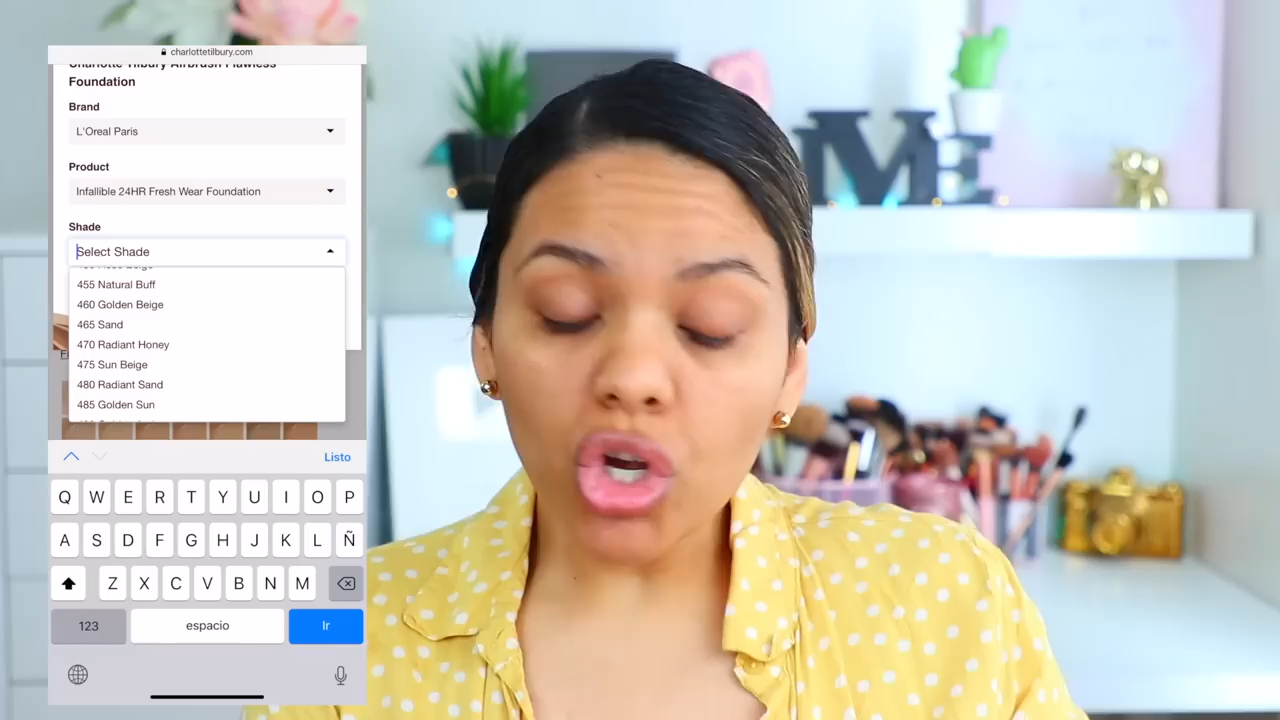 charlottetilbury.com
Charlotte Tilbury Airbrush Flawless
Foundation
Brand
L'Oreal Paris
Product
Infallible 24HR Fresh Wear Foundation
Shade
Select Shade
455 Natural Buff
460 Golden Beige
465 Sand
470 Radiant Honey
475 Sun Beige
480 Radiant Sand
485 Golden Sun
Listo
Q W E R T Y U I O P
A S D F G H J K L Ñ
Z X C V B N M
123 espacio Ir
ME